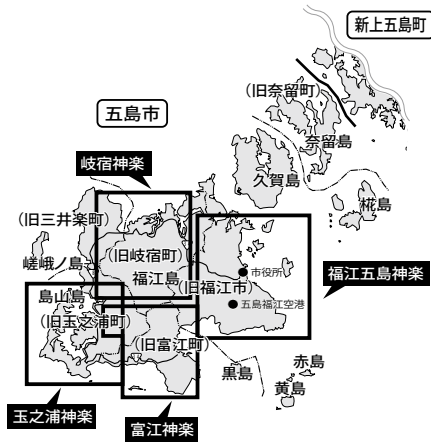 新上五島町
(旧奈留町)
五島市
奈留島
岐宿神楽
久賀島
椛島
(旧三井楽町)
(旧岐宿町)
嵯峨ノ島
福江島
市役所
福江五島神楽
(旧福江市)
島山島
五島福江空港
(旧玉之浦町)
(旧富江町)
赤島
黒島
黄島
玉之浦神楽
富江神楽